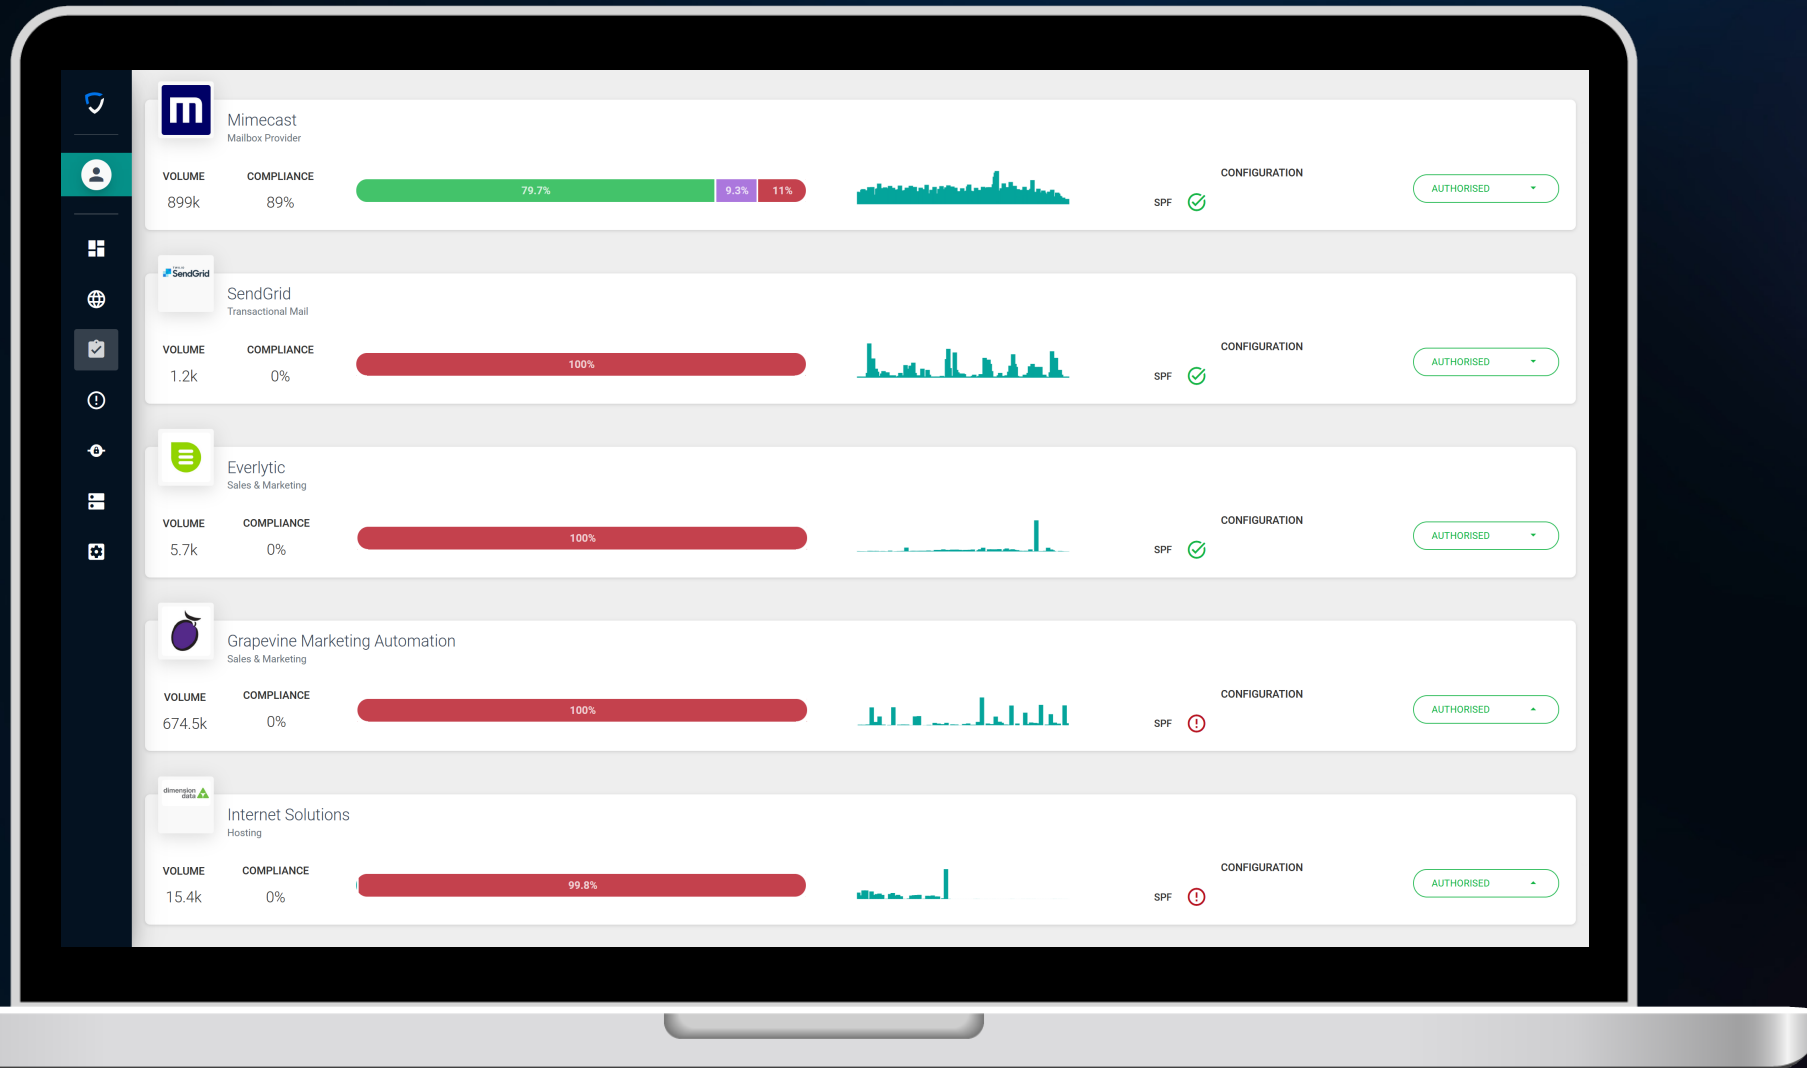 m
Mimecast
Mailbox Provider
VOLUME COMPLIANCE CONFIGURATION
899k 89% 79.7% 9.3% 11% SPF AUTHORISED
SendGrid
SendGrid
Transactional Mail
VOLUME COMPLIANCE CONFIGURATION
1.2k 0% 100% SPF AUTHORISED
Everlytic
Sales & Marketing
VOLUME COMPLIANCE CONFIGURATION
5.7k 0% 100% SPF AUTHORISED
Grapevine Marketing Automation
Sales & Marketing
VOLUME COMPLIANCE CONFIGURATION
674.5k 0% 100% SPF AUTHORISED
dimension
data
Internet Solutions
Hosting
VOLUME COMPLIANCE CONFIGURATION
15.4k 0% 99.8% SPF AUTHORISED